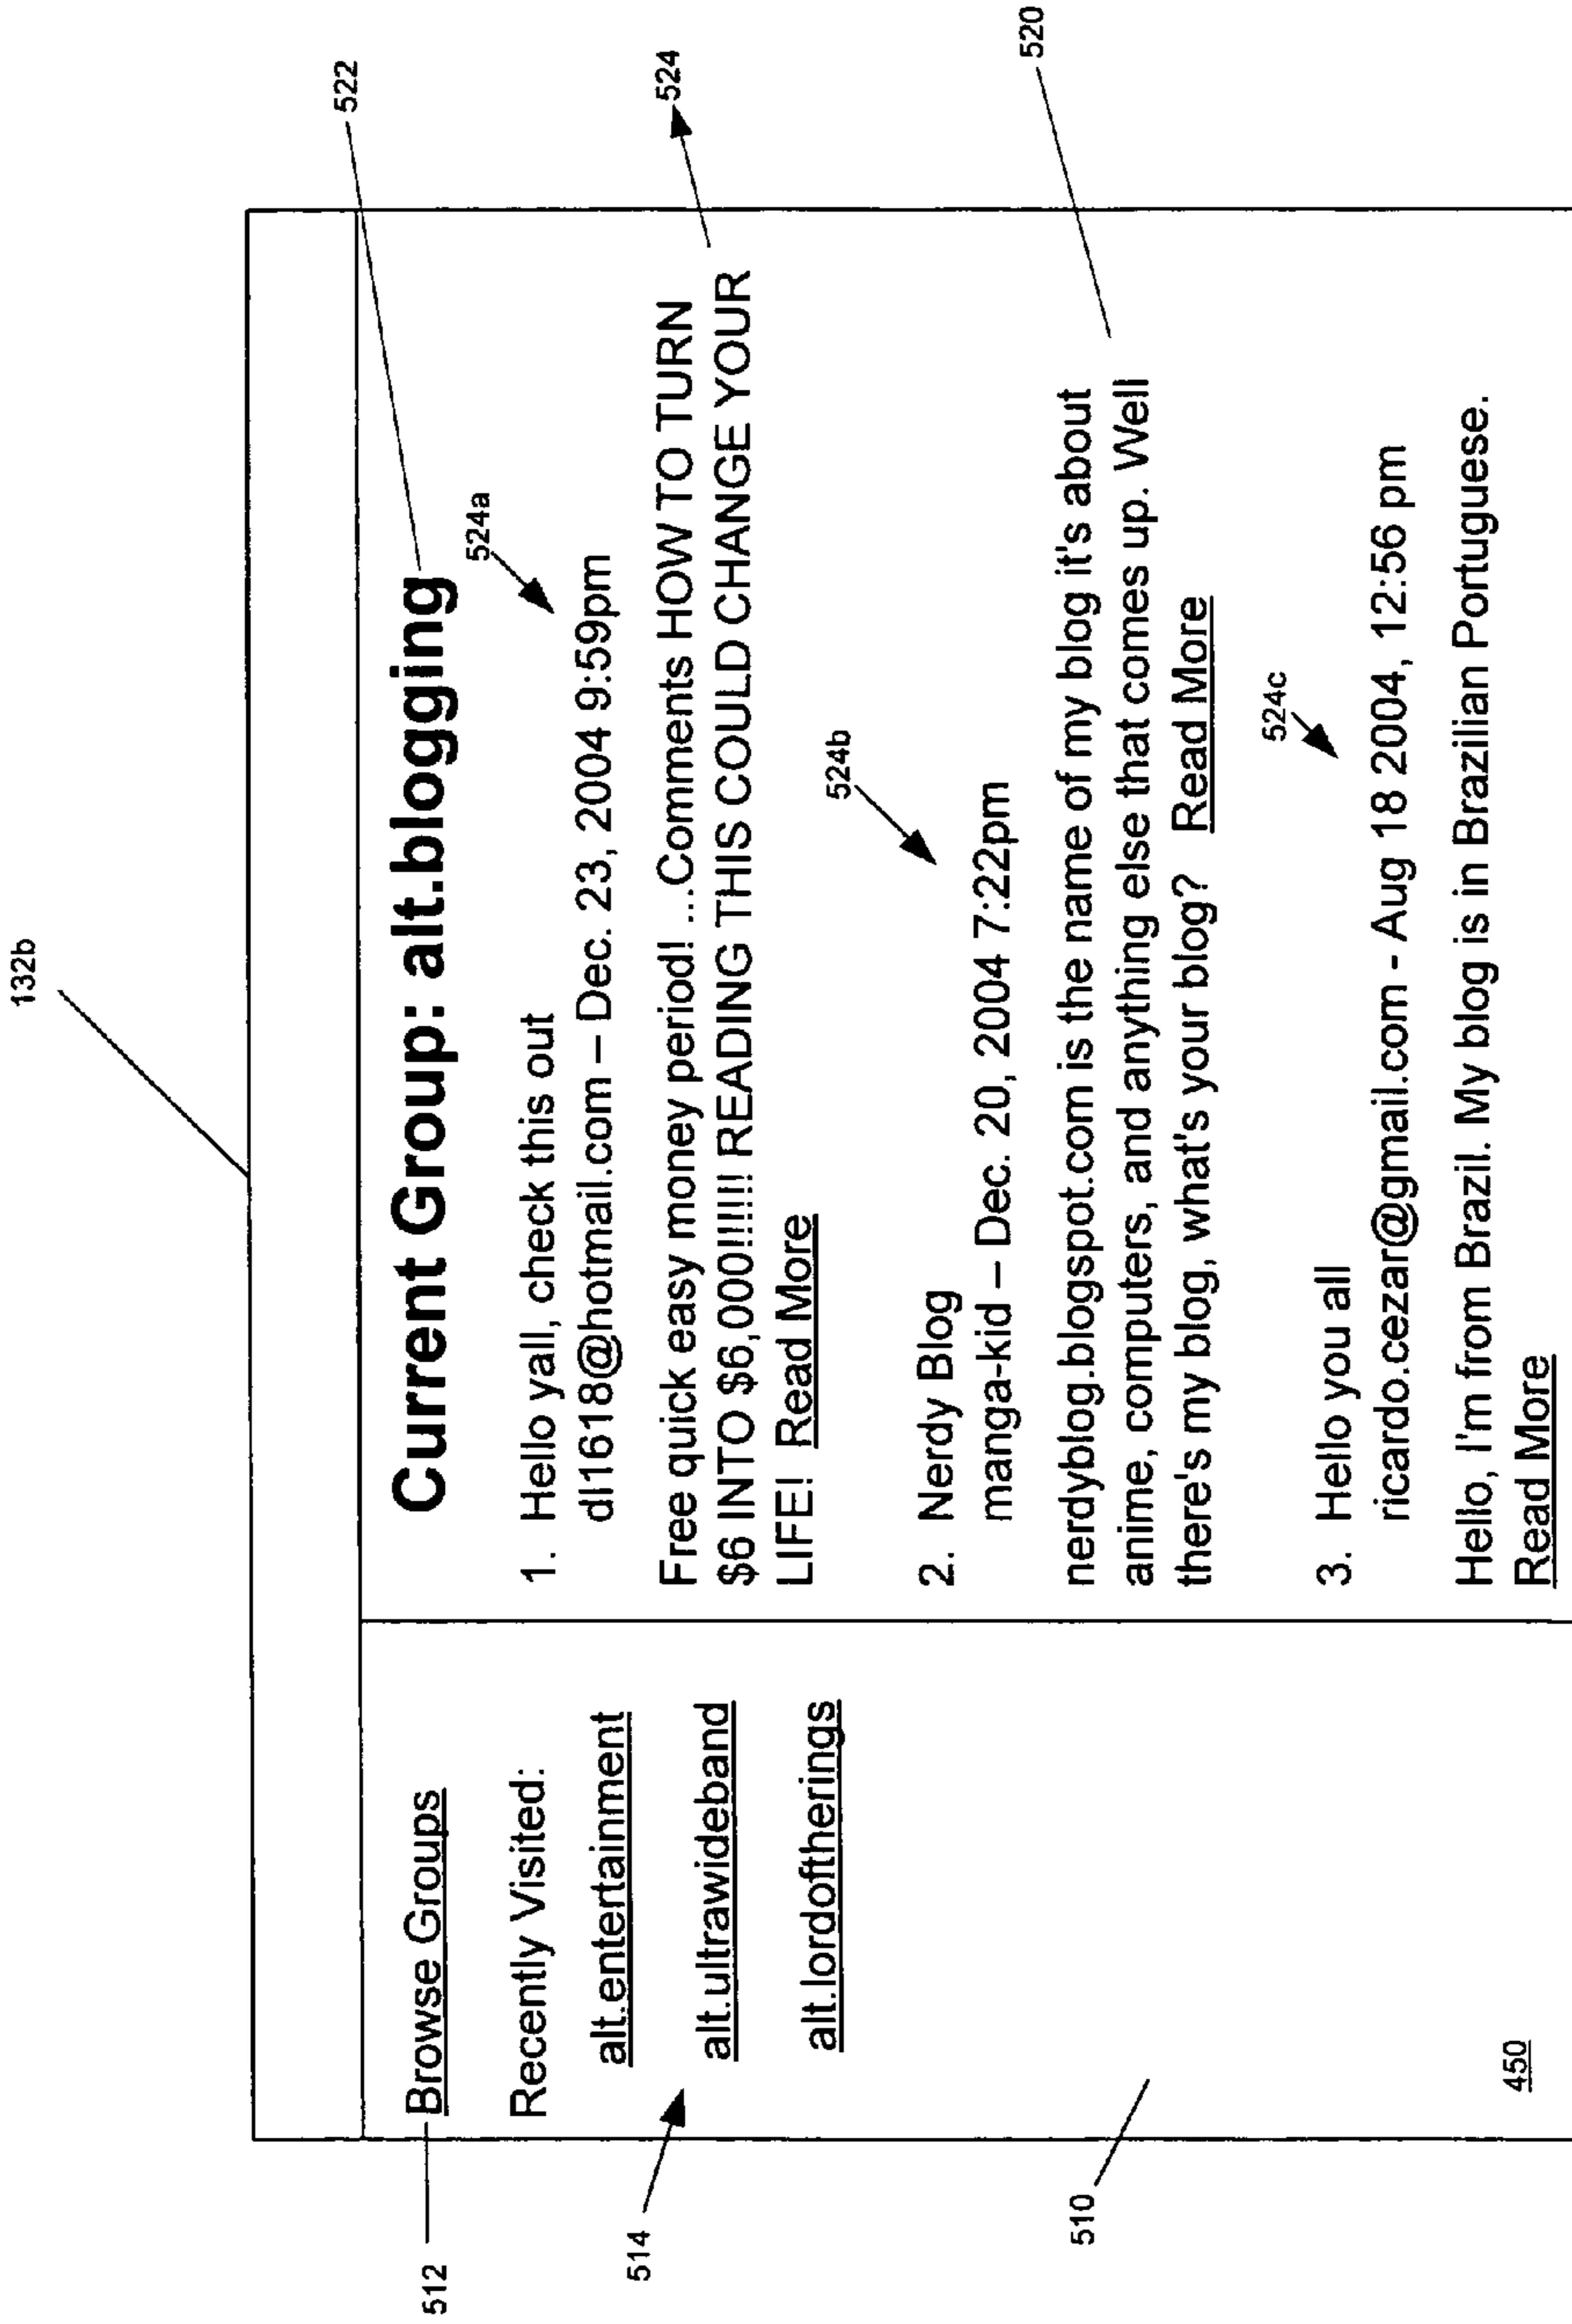 132b
522
524
520
512
514
510
Browse Groups
Recently Visited:
alt.entertainment
alt.ultrawideband
alt.lordoftherings
450
Current Group: alt.blogging
524a
1. Hello yall, check this out
dl1618@hotmail.com – Dec. 23, 2004 9:59pm
Free quick easy money period! ...Comments HOW TO TURN
$6 INTO $6,000!!!!!! READING THIS COULD CHANGE YOUR
LIFE! Read More
524b
2. Nerdy Blog
manga-kid – Dec. 20, 2004 7:22pm
nerdyblog.blogspot.com is the name of my blog it's about
anime, computers, and anything else that comes up. Well
there's my blog, what's your blog? Read More
524c
3. Hello you all
ricardo.cezar@gmail.com - Aug 18 2004, 12:56 pm
Hello, I'm from Brazil. My blog is in Brazilian Portuguese.
Read More